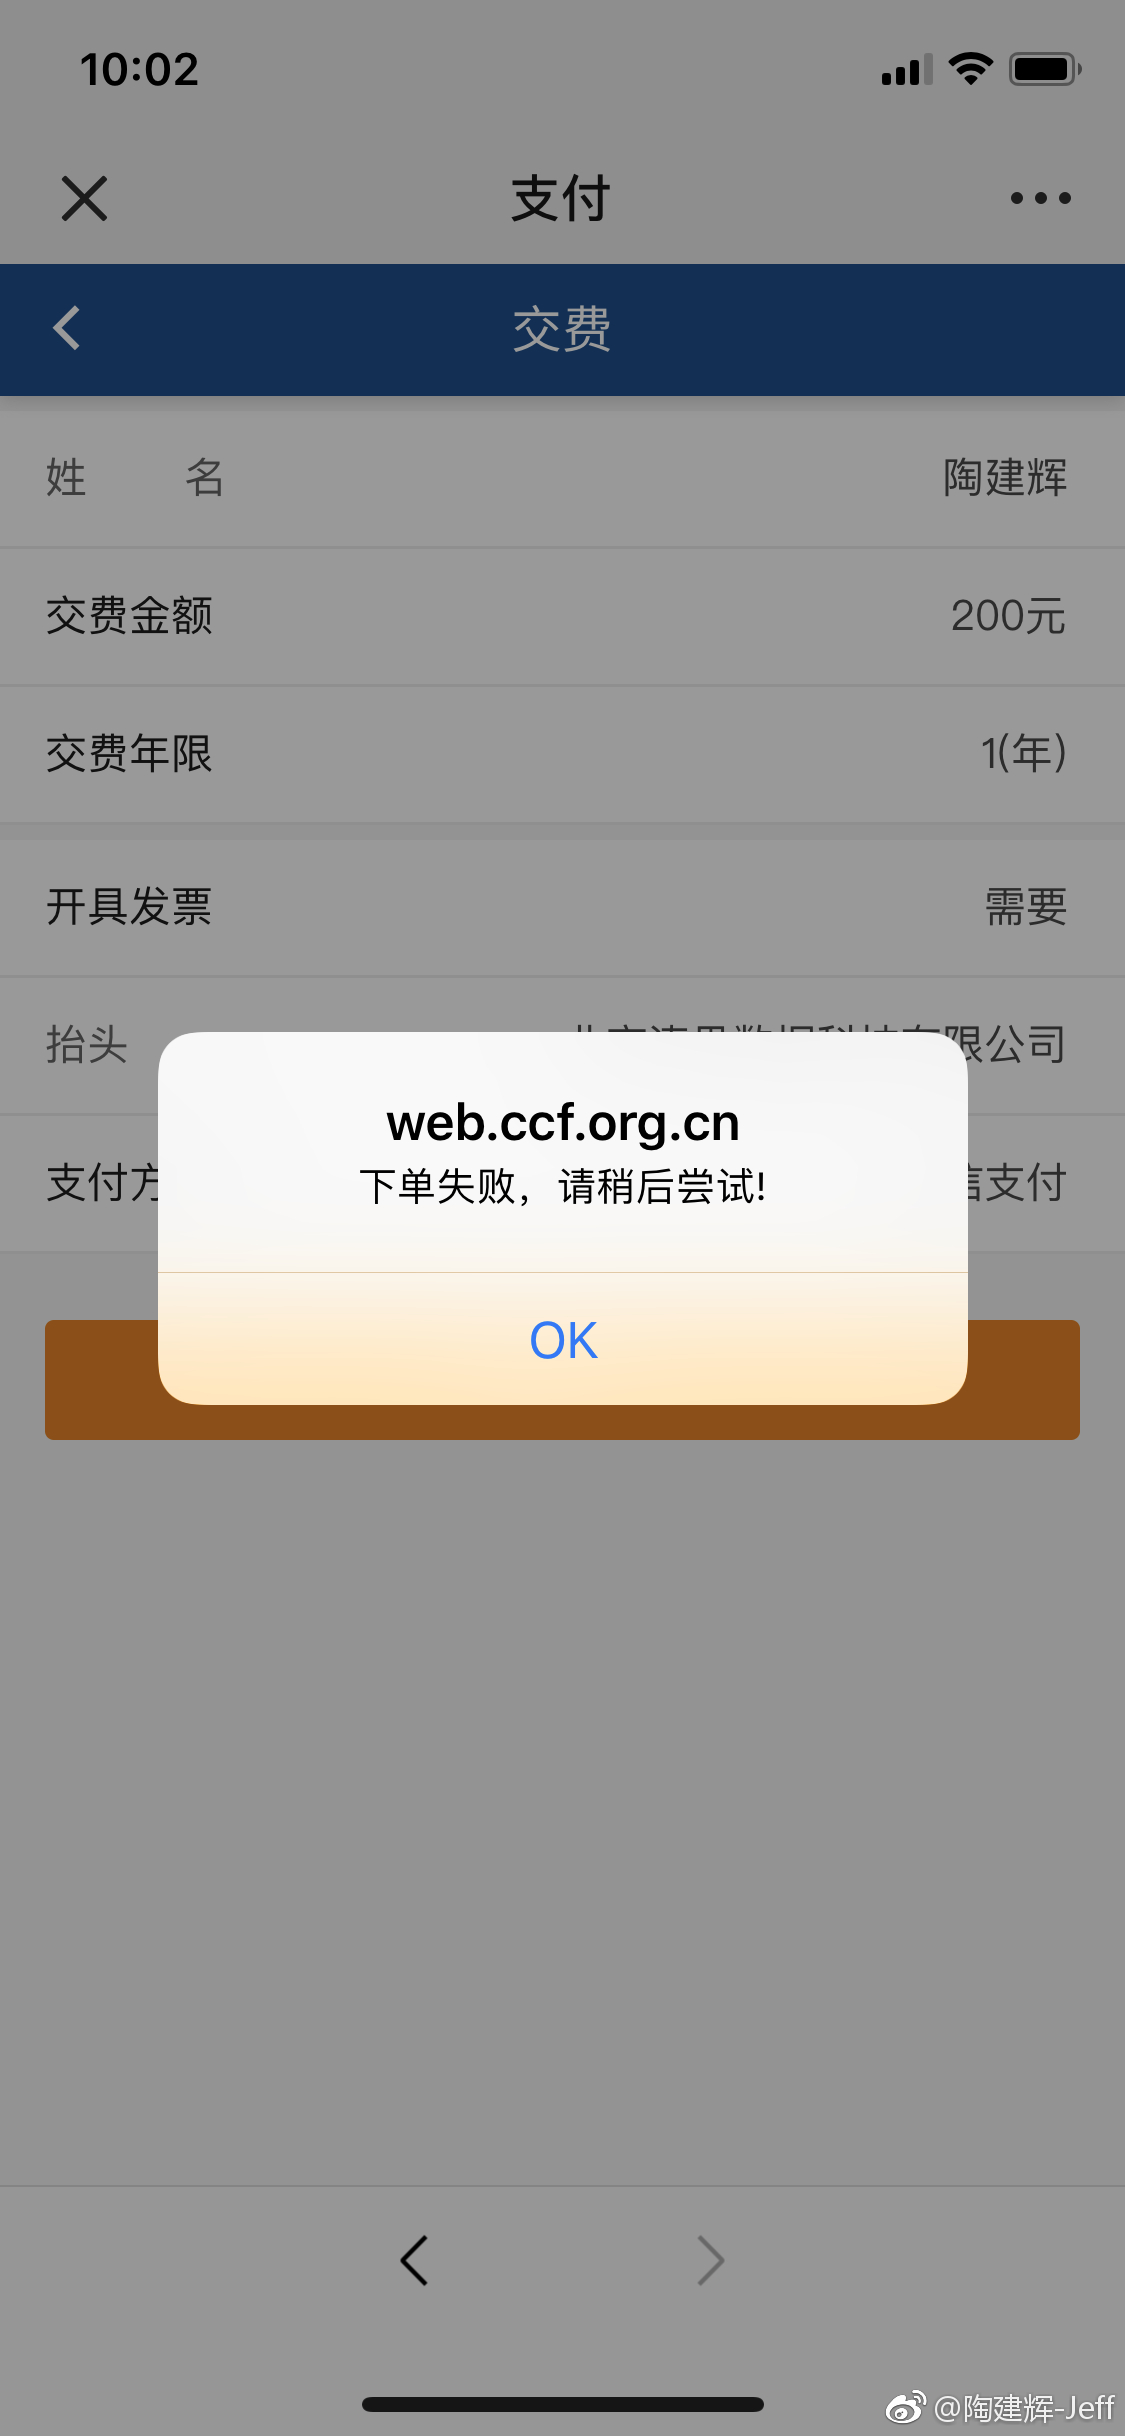 10:02
支付
交费
姓 名 陶建辉
交费金额 200元
交费年限 1(年)
开具发票 需要
抬头 限公司
支付方 信支付
web.ccf.org.cn
下单失败，请稍后尝试!
OK
@陶建辉-Jeff